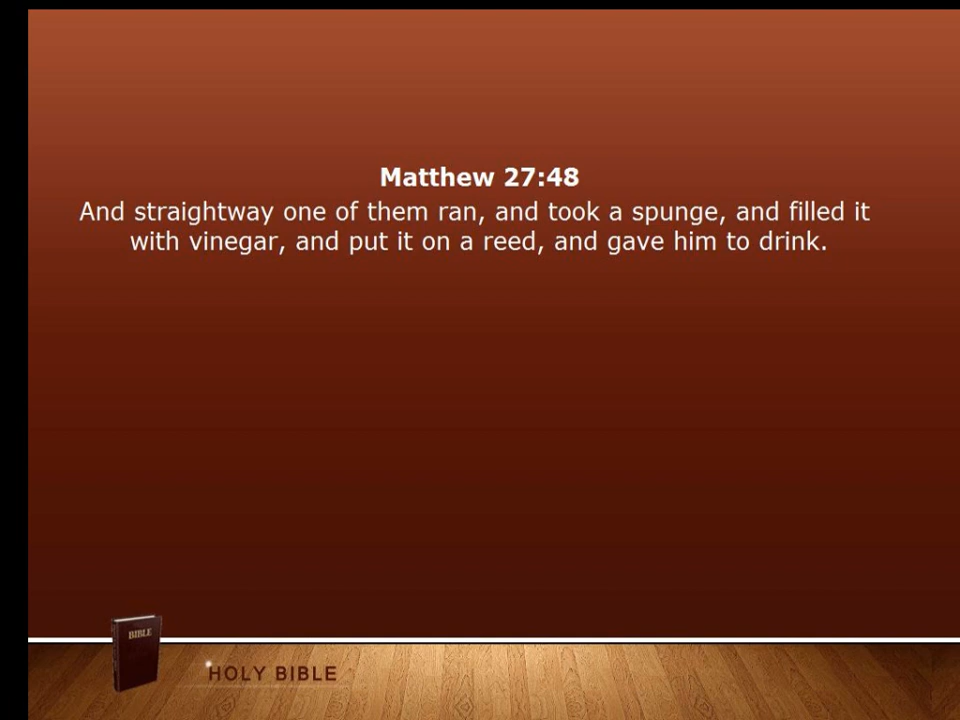 Matthew 27:48
And straightway one of them ran, and took a spunge, and filled it
with vinegar, and put it on a reed, and gave him to drink.
BIBLE
HOLY BIBLE